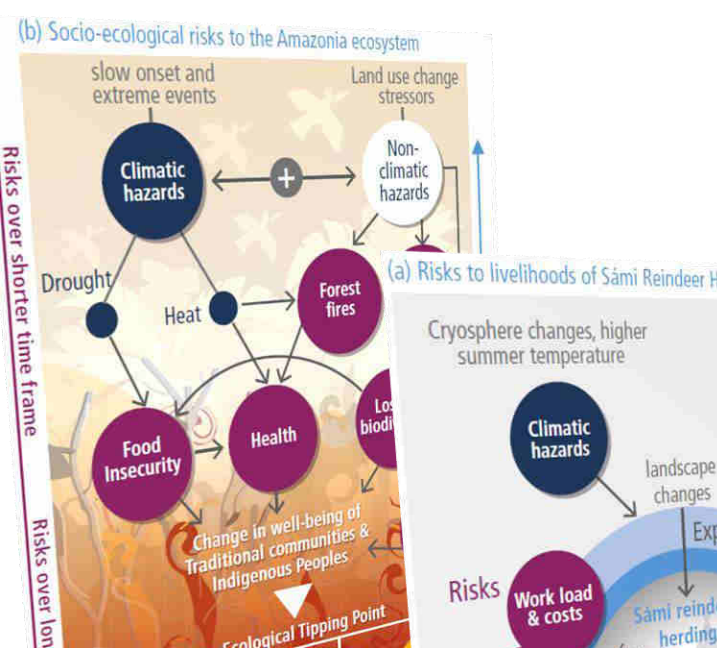 (b) Socio-ecological risks to the Amazonia ecosystem
slow onset and
extreme events
Land use change
stressors
Climatic
hazards
+
Non-
climatic
hazards
Risks over shorter time frame
Drought
Heat
Forest
fires
Food
Insecurity
Health
Change in well-being of
Traditional communities &
Indigenous Peoples
Ecological Tipping Point
Risks over
(a) Risks to livelihoods of Sámi Reindeer
Cryosphere changes, higher
summer temperature
Climatic
hazards
landscape
changes
Risks
Work load
& costs
Sámi
herding